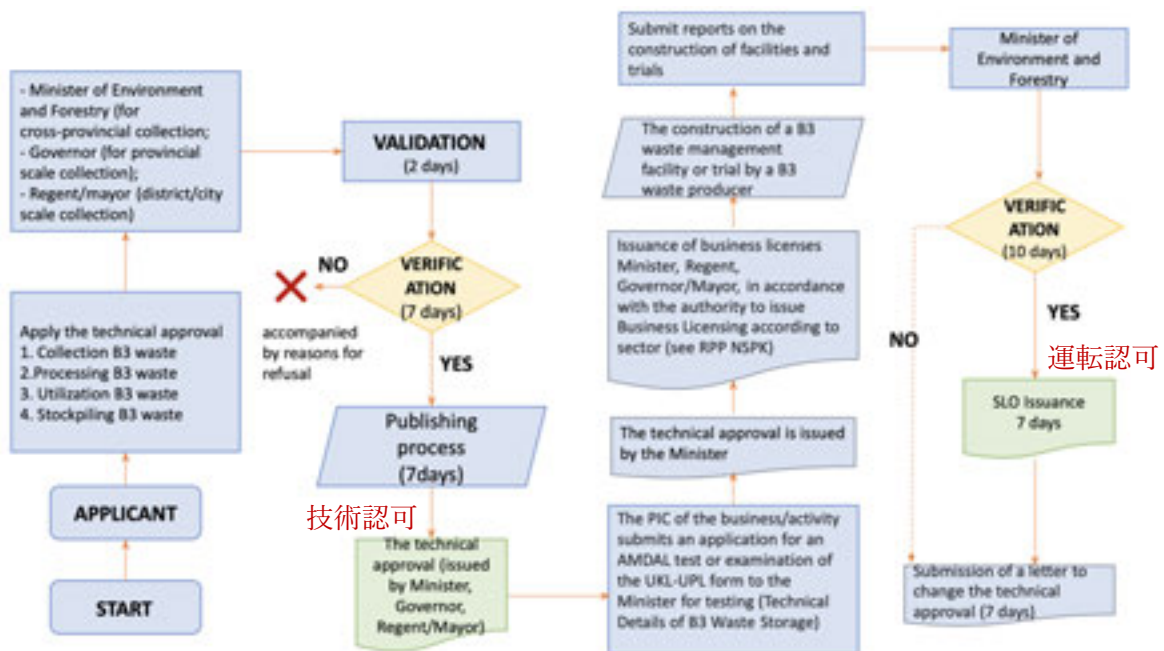 START
APPLICANT
Apply the technical approval
1. Collection B3 waste
2.Processing B3 waste
3. Utilization B3 waste
4. Stockpiling B3 waste
- Minister of Environment
and Forestry (for
cross-provincial collection;
- Governor (for provincial
scale collection);
- Regent/mayor (district/city
scale collection)
VALIDATION
(2 days)
VERIFIC
ATION
(7 days)
NO
accompanied
by reasons for
refusal
YES
Publishing
process
(7days)
技術認可
The technical
approval (issued
by Minister,
Governor,
Regent/Mayor)
The PIC of the business/activity
submits an application for an
AMDAL test or examination of
the UKL-UPL form to the
Minister for testing (Technical
Details of B3 Waste Storage)
The technical approval is issued
by the Minister
Issuance of business licenses
Minister, Regent,
Governor/Mayor, in accordance
with the authority to issue
Business Licensing according to
sector (see RPP NSPK)
The construction of a B3
waste management
facility or trial by a B3
waste producer
Submit reports on the
construction of facilities and
trials
Minister of
Environment and
Forestry
VERIFIC
ATION
(10 days)
YES
NO
運転認可
SLO Issuance
7 days
Submission of a letter to
change the technical
approval (7 days)